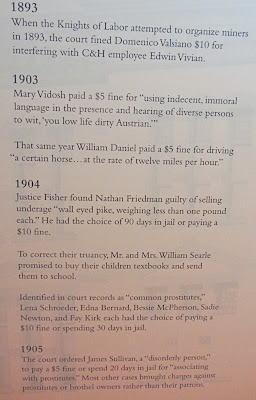 1893
When the Knights of Labor attempted to organize miners
in 1893, the court fined Domenico Valsiano $10 for
interfering with C&H employee Edwin Vivian.
1903
Mary Vidosh paid a $5 fine for “using indecent, immoral
language in the presence and hearing of diverse persons
to wit, ‘you low life dirty Austrian.’”
That same year William Daniel paid a $5 fine for driving
“a certain horse…at the rate of twelve miles per hour.”
1904
Justice Fisher found Nathan Friedman guilty of selling
underage “wall eyed pike, weighing less than one pound
each.” He had the choice of 90 days in jail or paying a
$10 fine.
To correct their truancy, Mr. and Mrs. William Searle
promised to buy their children textbooks and send
them to school.
Identified in court records as “common prostitutes,”
Lena Schroeder, Edna Bernard, Bessie McPherson, Sadie
Newton, and Fay Kirk each had the choice of paying a
$10 fine or spending 30 days in jail.
1905
The court ordered James Sullivan, a “disorderly person,”
to pay a $5 fine or spend 20 days in jail for “associating
with prostitutes.” Most other cases brought charges against
prostitutes or brothel owners rather than their patrons.